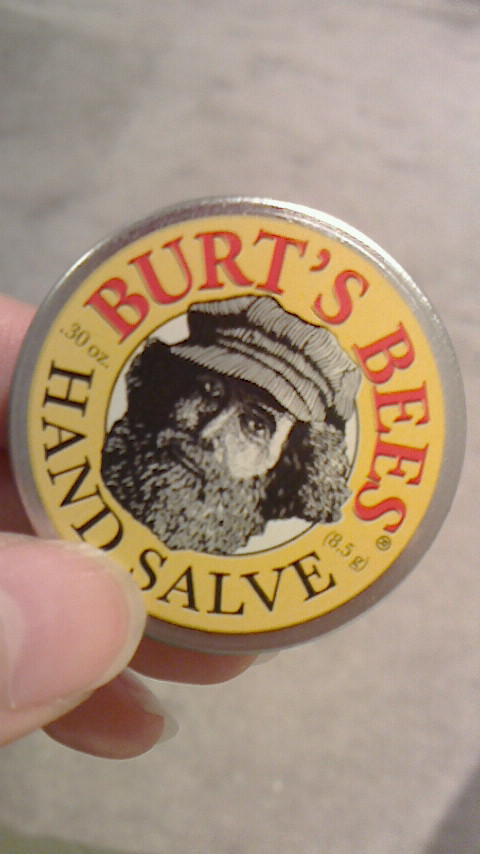 BURT'S BEES®
.30 oz.
HAND SALVE
(8.5 g)